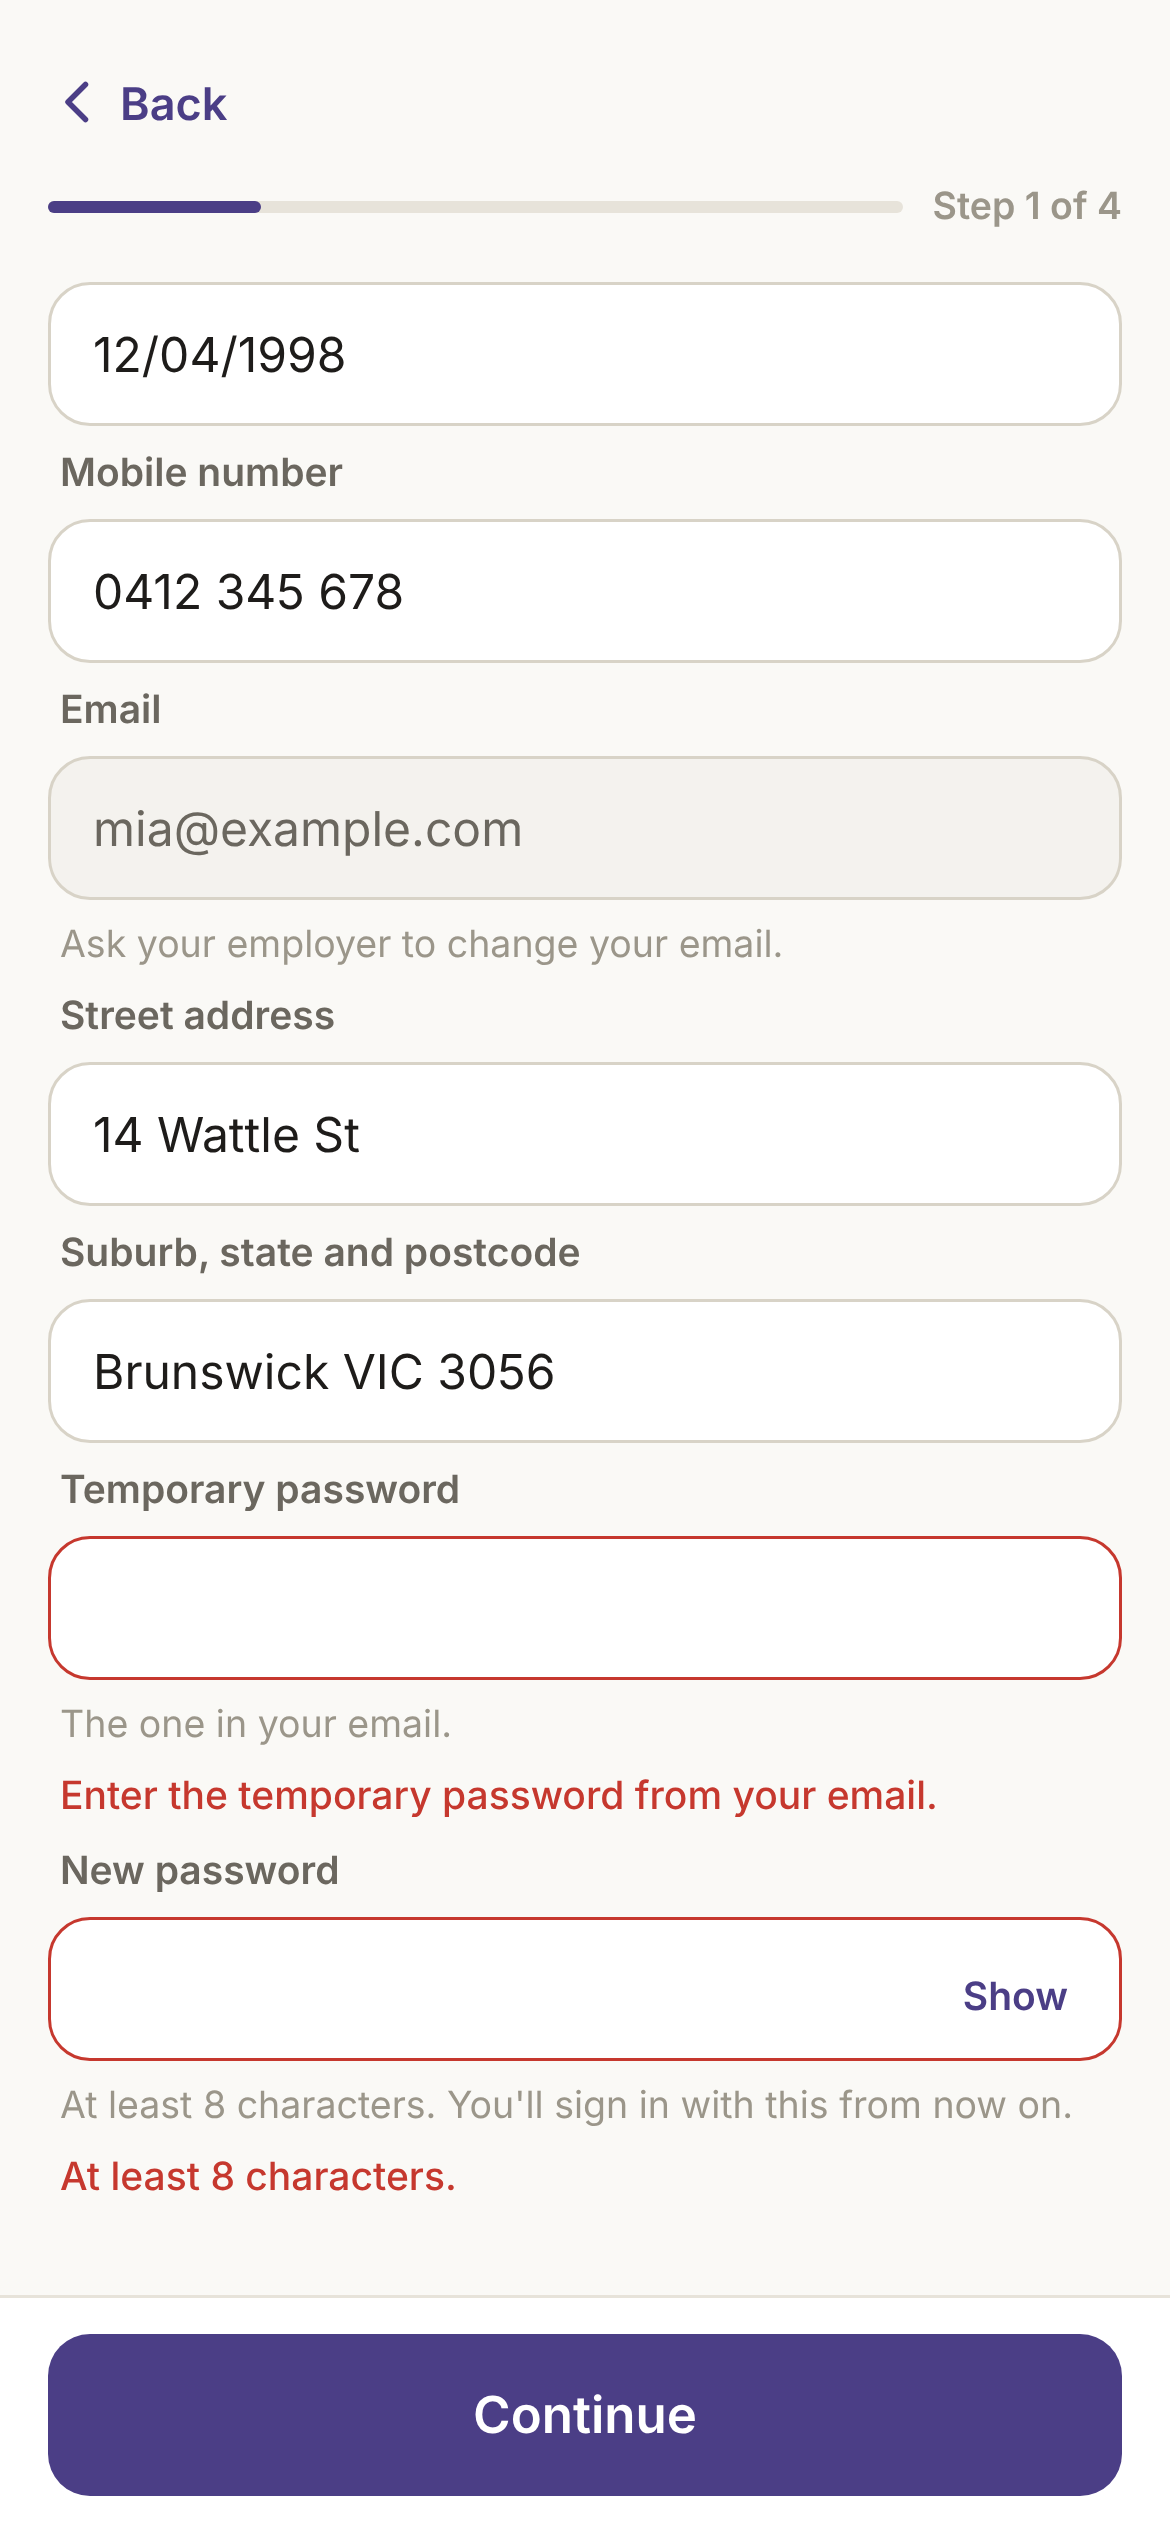 Back
Step 1 of 4
12/04/1998
Mobile number
0412 345 678
Email
mia@example.com
Ask your employer to change your email.
Street address
14 Wattle St
Suburb, state and postcode
Brunswick VIC 3056
Temporary password
The one in your email.
Enter the temporary password from your email.
New password
Show
At least 8 characters. You'll sign in with this from now on.
At least 8 characters.
Continue